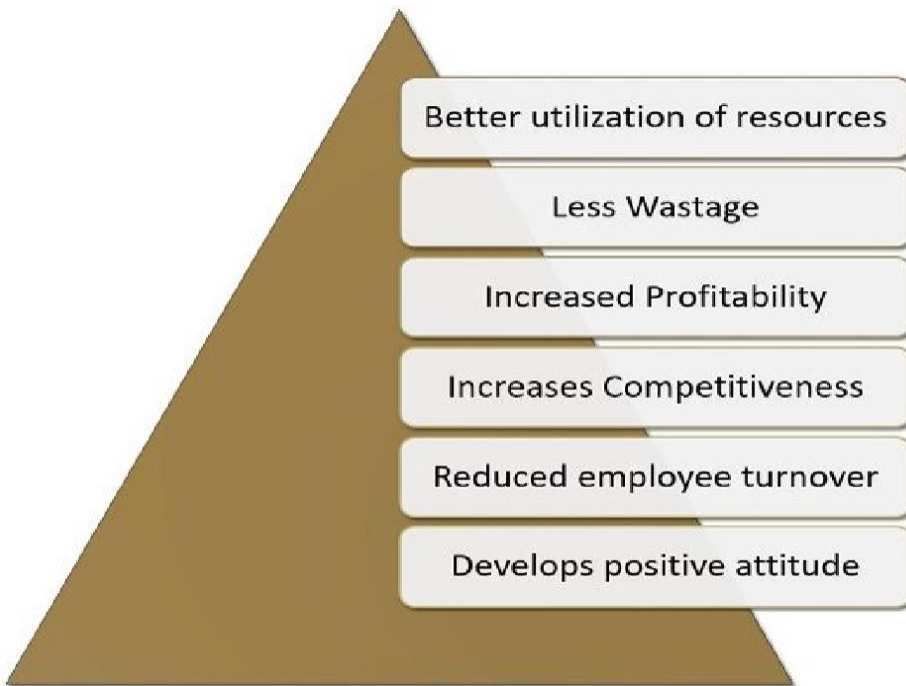 Better utilization of resources
Less Wastage
Increased Profitability
Increases Competitiveness
Reduced employee turnover
Develops positive attitude